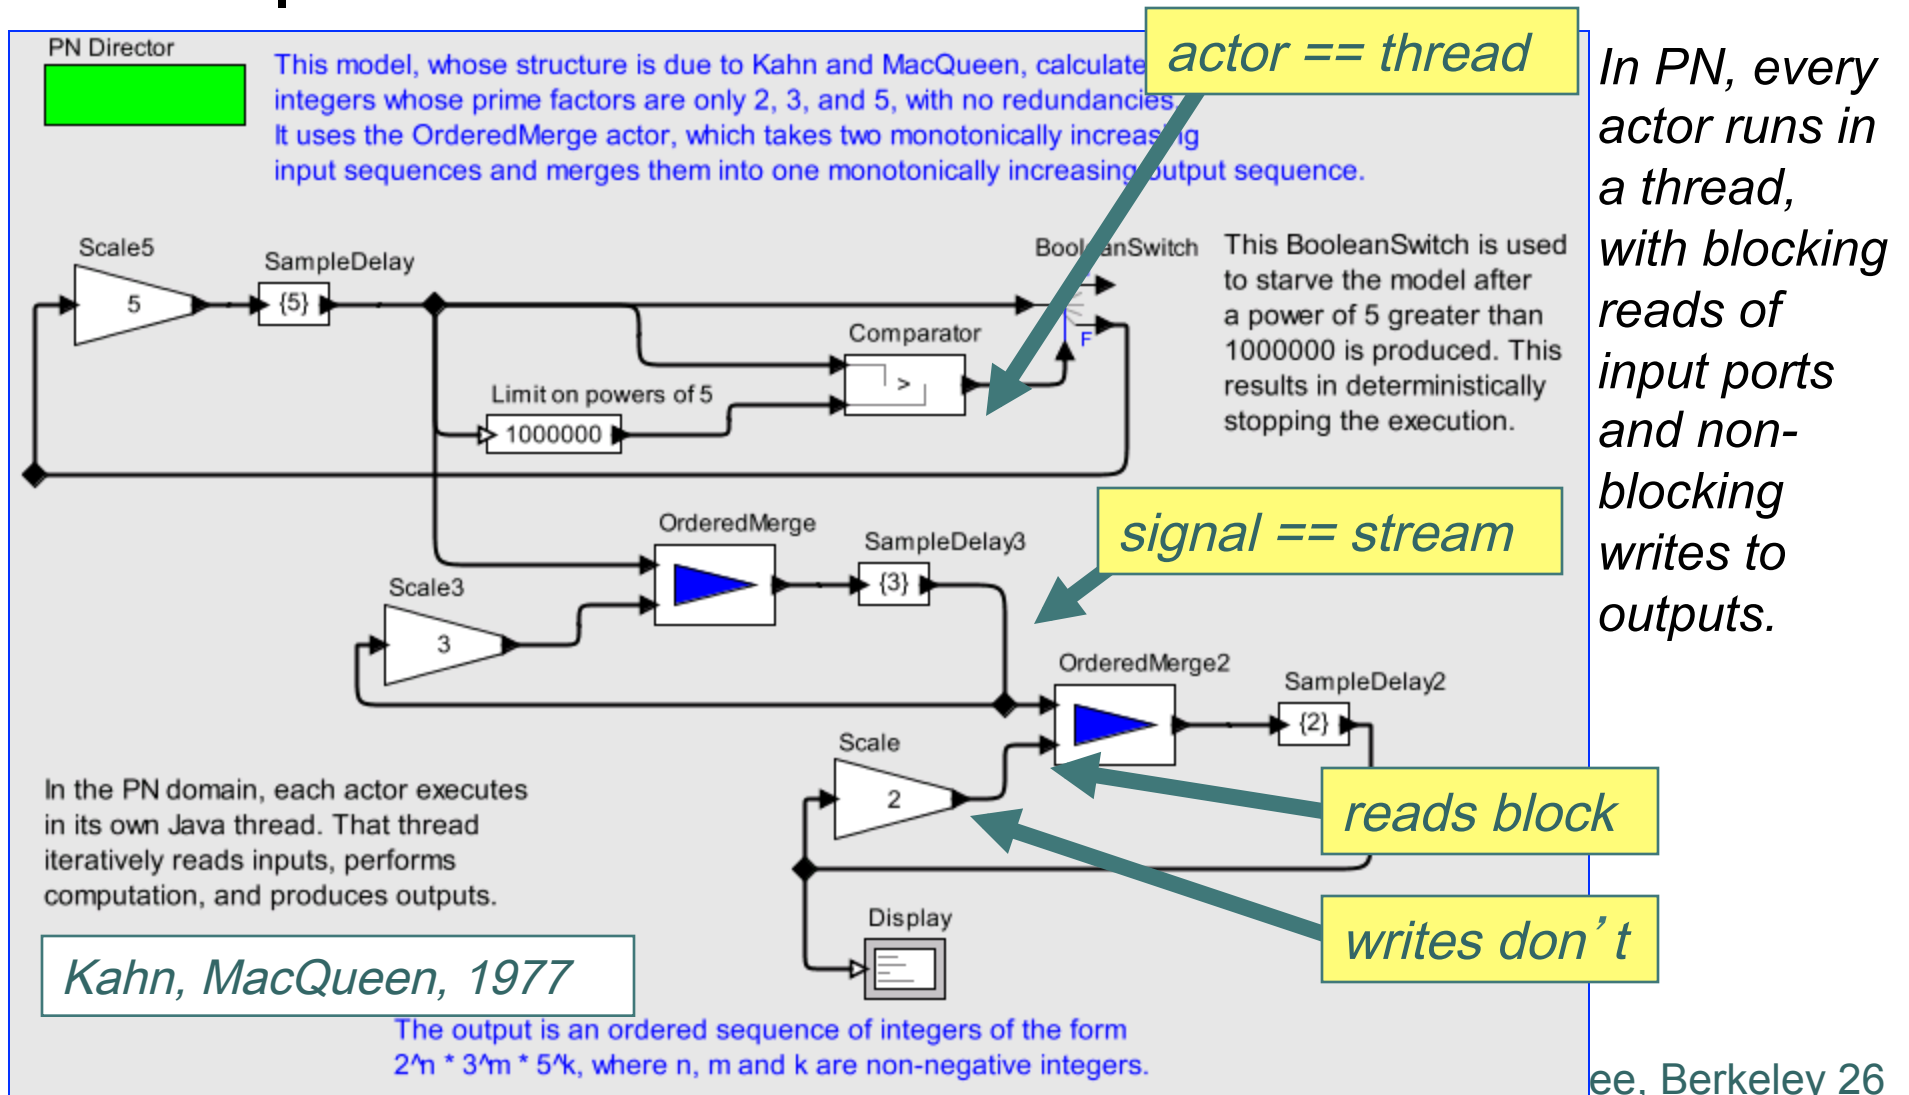 PN Director
This model, whose structure is due to Kahn and MacQueen, calculate
integers whose prime factors are only 2, 3, and 5, with no redundancies.
It uses the OrderedMerge actor, which takes two monotonically increasing
input sequences and merges them into one monotonically increasing output sequence.
actor == thread
In PN, every
actor runs in
a thread,
with blocking
reads of
input ports
and non-
blocking
writes to
outputs.
Scale5
5
SampleDelay
{5}
BooleanSwitch
F
This BooleanSwitch is used
to starve the model after
a power of 5 greater than
1000000 is produced. This
results in deterministically
stopping the execution.
Comparator
>
Limit on powers of 5
1000000
signal == stream
OrderedMerge
SampleDelay3
{3}
Scale3
3
OrderedMerge2
SampleDelay2
{2}
Scale
2
reads block
writes don’t
In the PN domain, each actor executes
in its own Java thread. That thread
iteratively reads inputs, performs
computation, and produces outputs.
Display
Kahn, MacQueen, 1977
The output is an ordered sequence of integers of the form
2^n * 3^m * 5^k, where n, m and k are non-negative integers.
ee, Berkeley 26